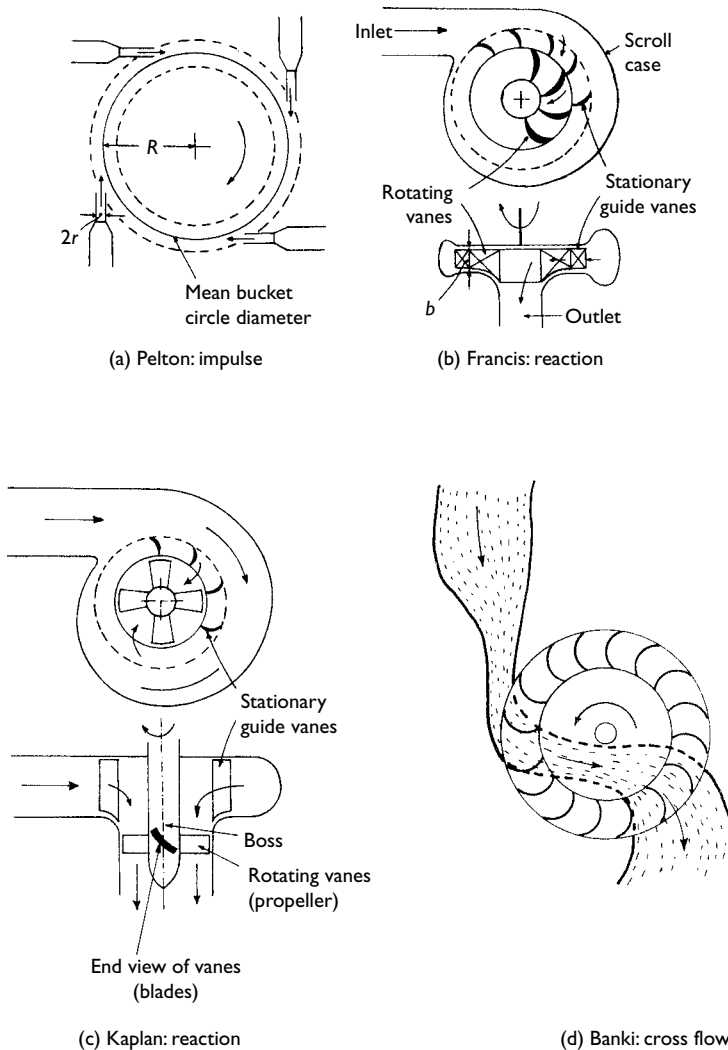 R
2r
Mean bucket
circle diameter
(a) Pelton: impulse
Inlet
Scroll
case
Rotating
vanes
Stationary
guide vanes
b
Outlet
(b) Francis: reaction
Stationary
guide vanes
Boss
Rotating vanes
(propeller)
End view of vanes
(blades)
(c) Kaplan: reaction
(d) Banki: cross flow